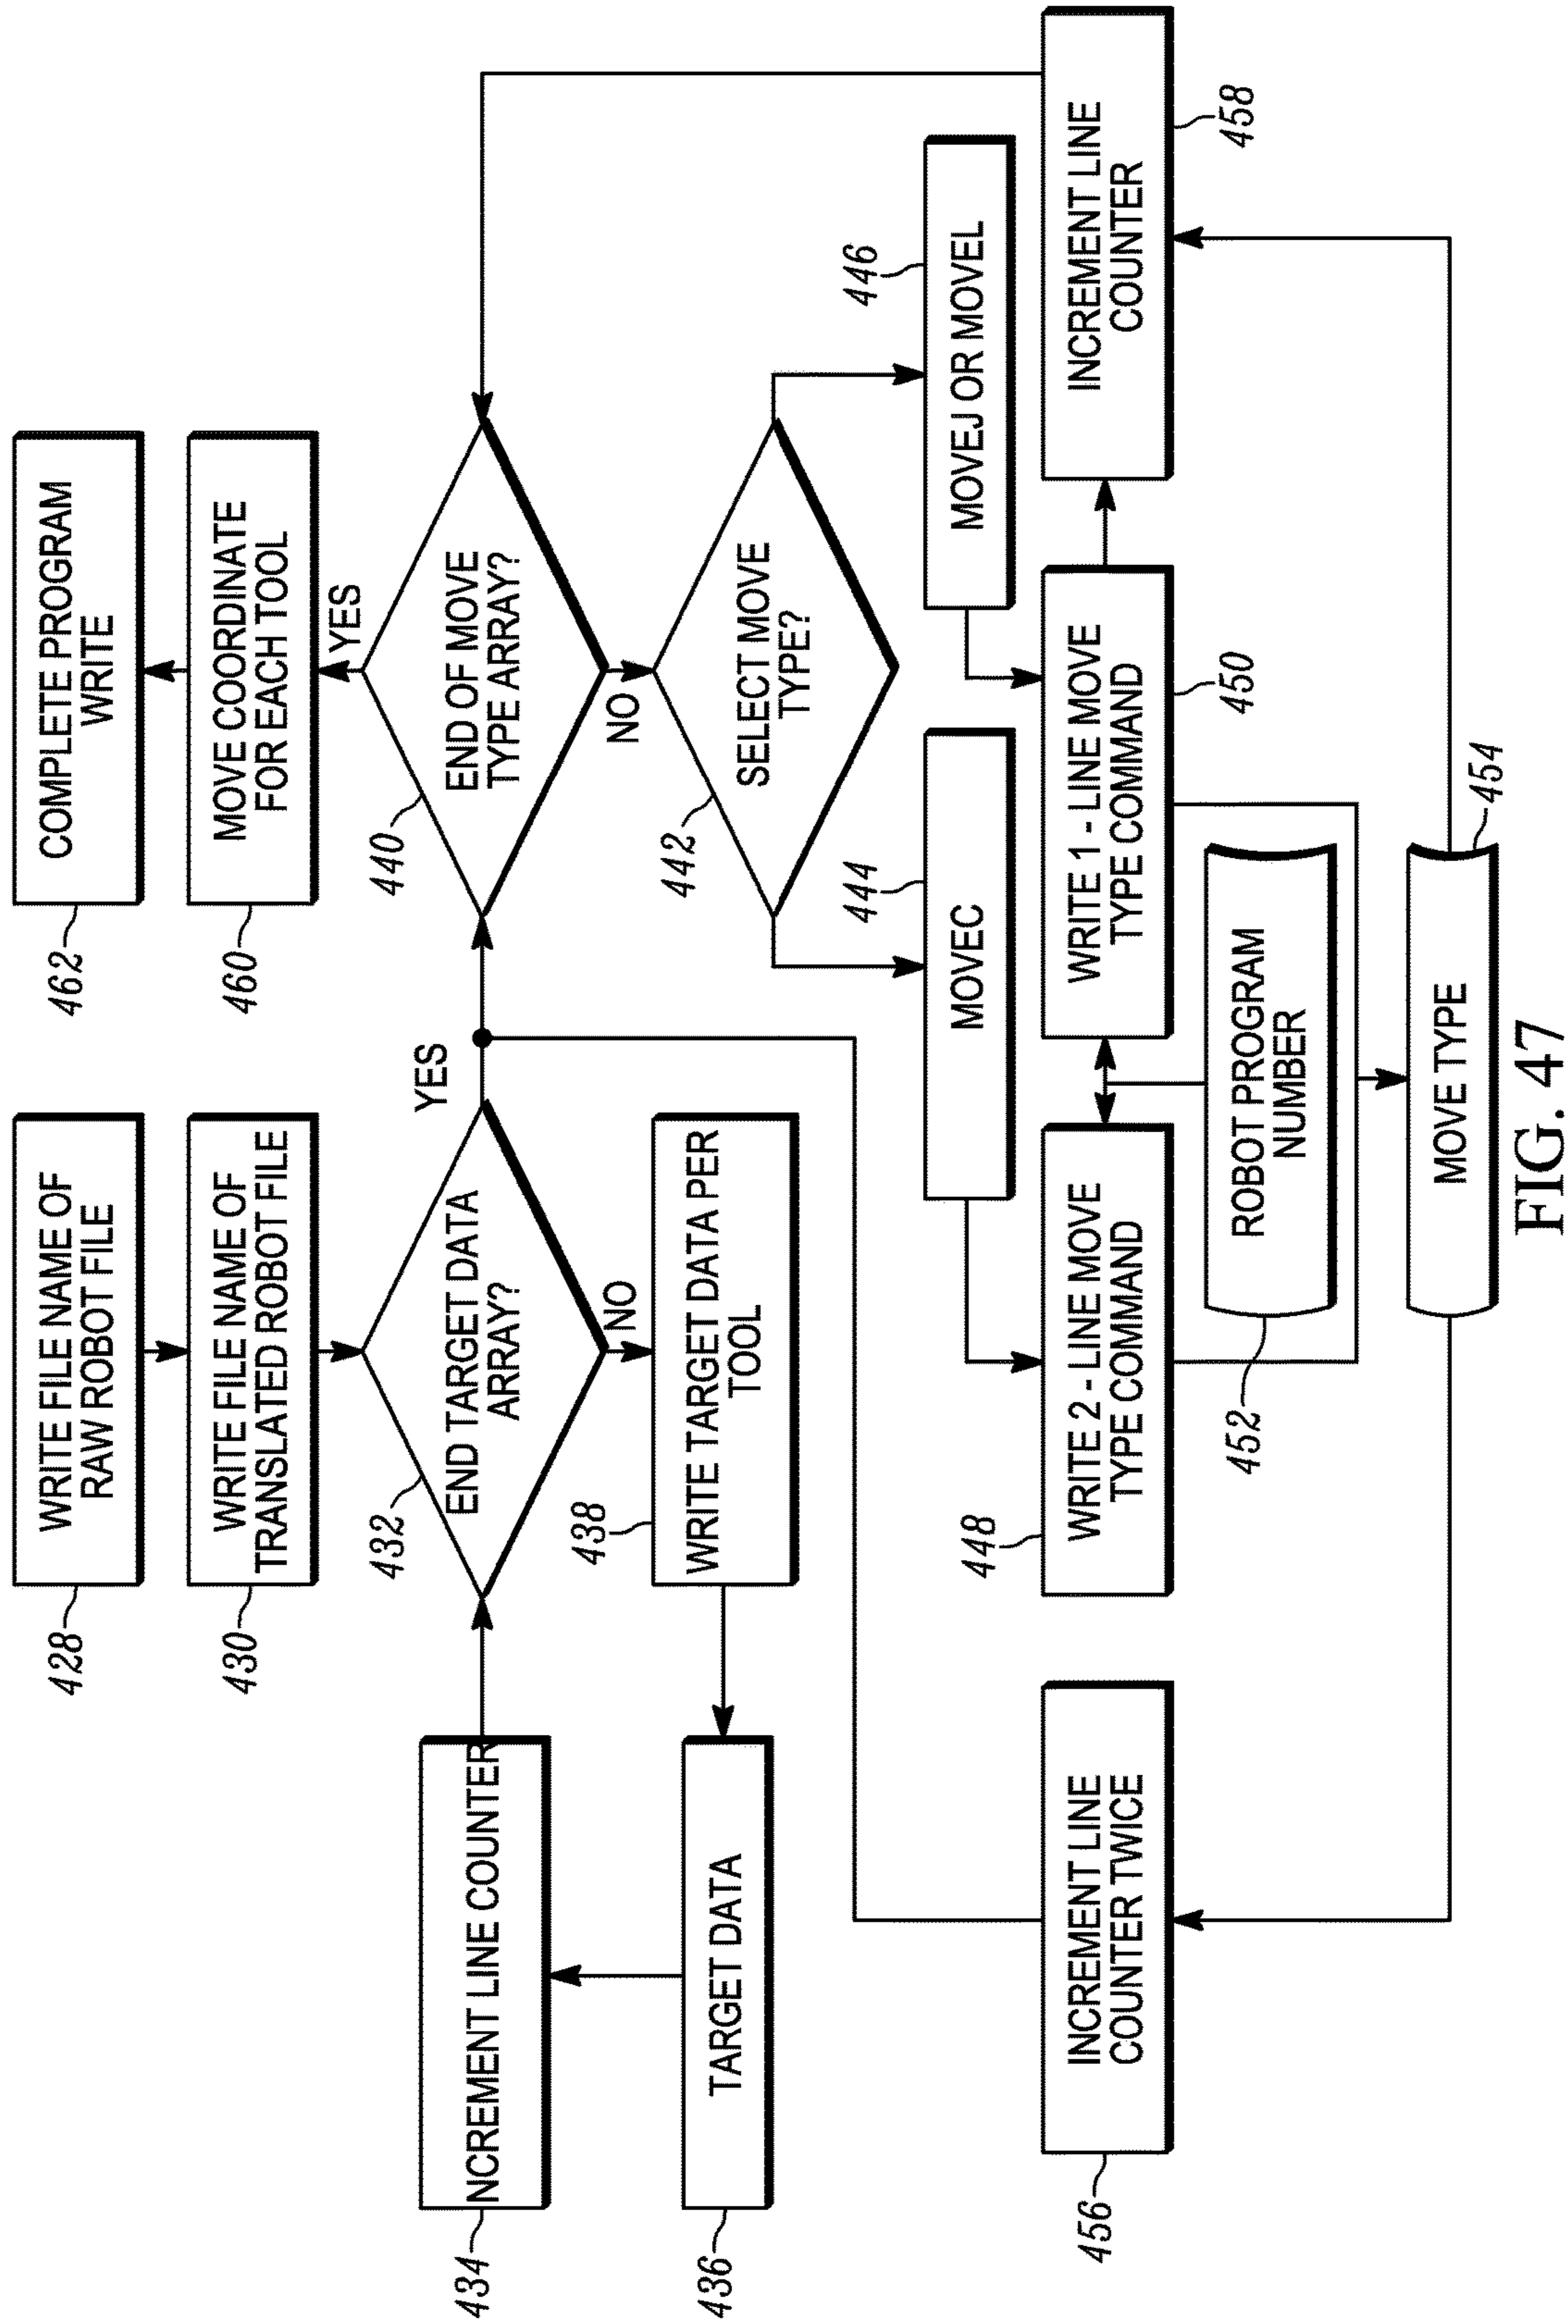 WRITE FILE NAME OF
RAW ROBOT FILE
428
WRITE FILE NAME OF
TRANSLATED ROBOT FILE
430
END TARGET DATA
ARRAY?
432
YES
NO
NCREMENT LINE COUNTER
434
TARGET DATA
436
WRITE TARGET DATA PER
TOOL
438
COMPLETE PROGRAM
WRITE
462
MOVE COORDINATE
FOR EACH TOOL
460
YES
END OF MOVE
TYPE ARRAY?
440
NO
SELECT MOVE
TYPE?
442
MOVEC
444
MOVEJ OR MOVEL
446
WRITE 2 - LINE MOVE
TYPE COMMAND
448
WRITE 1 - LINE MOVE
TYPE COMMAND
450
ROBOT PROGRAM
NUMBER
452
MOVE TYPE
454
INCREMENT LINE
COUNTER TWICE
456
INCREMENT LINE
COUNTER
458
FIG. 47